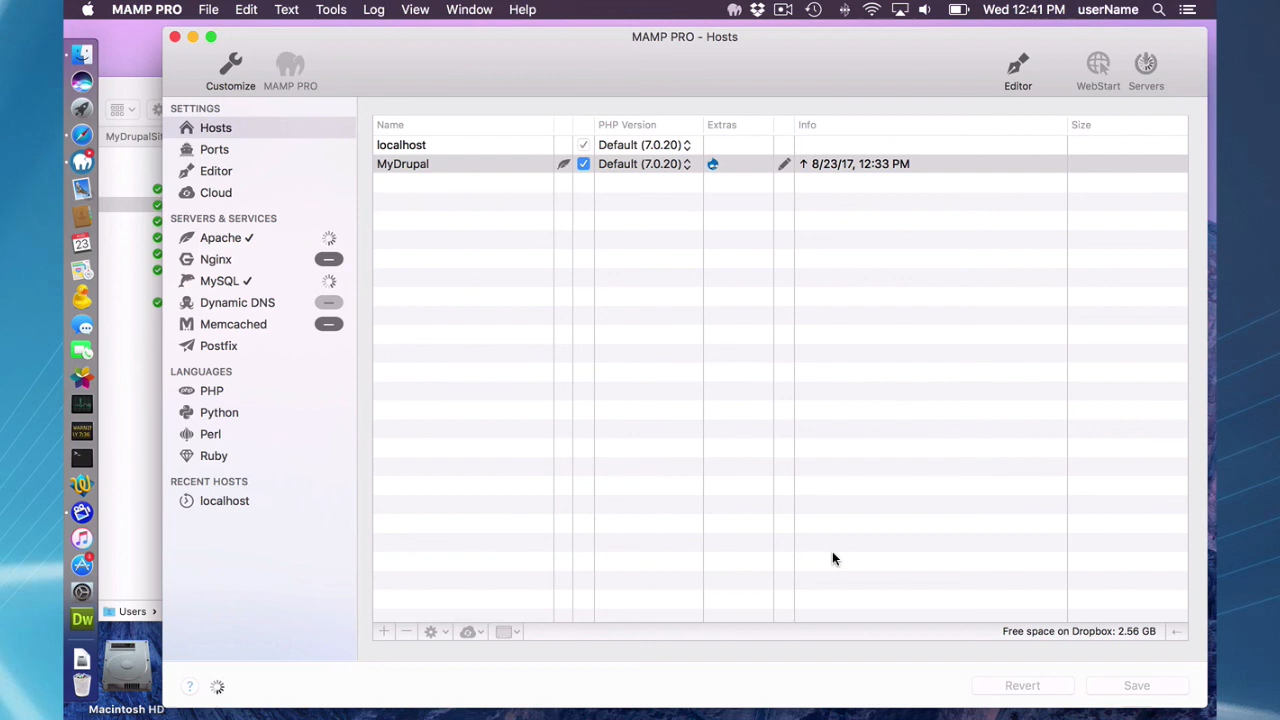 MAMP PRO File Edit Text Tools Log View Window Help Wed 12:41 PM userName
MAMP PRO - Hosts
Customize MAMP PRO Editor WebStart Servers
MyDrupalSit
SETTINGS
Hosts
Ports
Editor
Cloud
SERVERS & SERVICES
Apache ✓
Nginx
MySQL ✓
Dynamic DNS
Memcached
Postfix
LANGUAGES
PHP
Python
Perl
Ruby
RECENT HOSTS
localhost
Name PHP Version Extras Info Size
localhost Default (7.0.20)
MyDrupal Default (7.0.20) ↑ 8/23/17, 12:33 PM
Free space on Dropbox: 2.56 GB ←
? Revert Save
23
Dw
Users ›
Macintosh HD